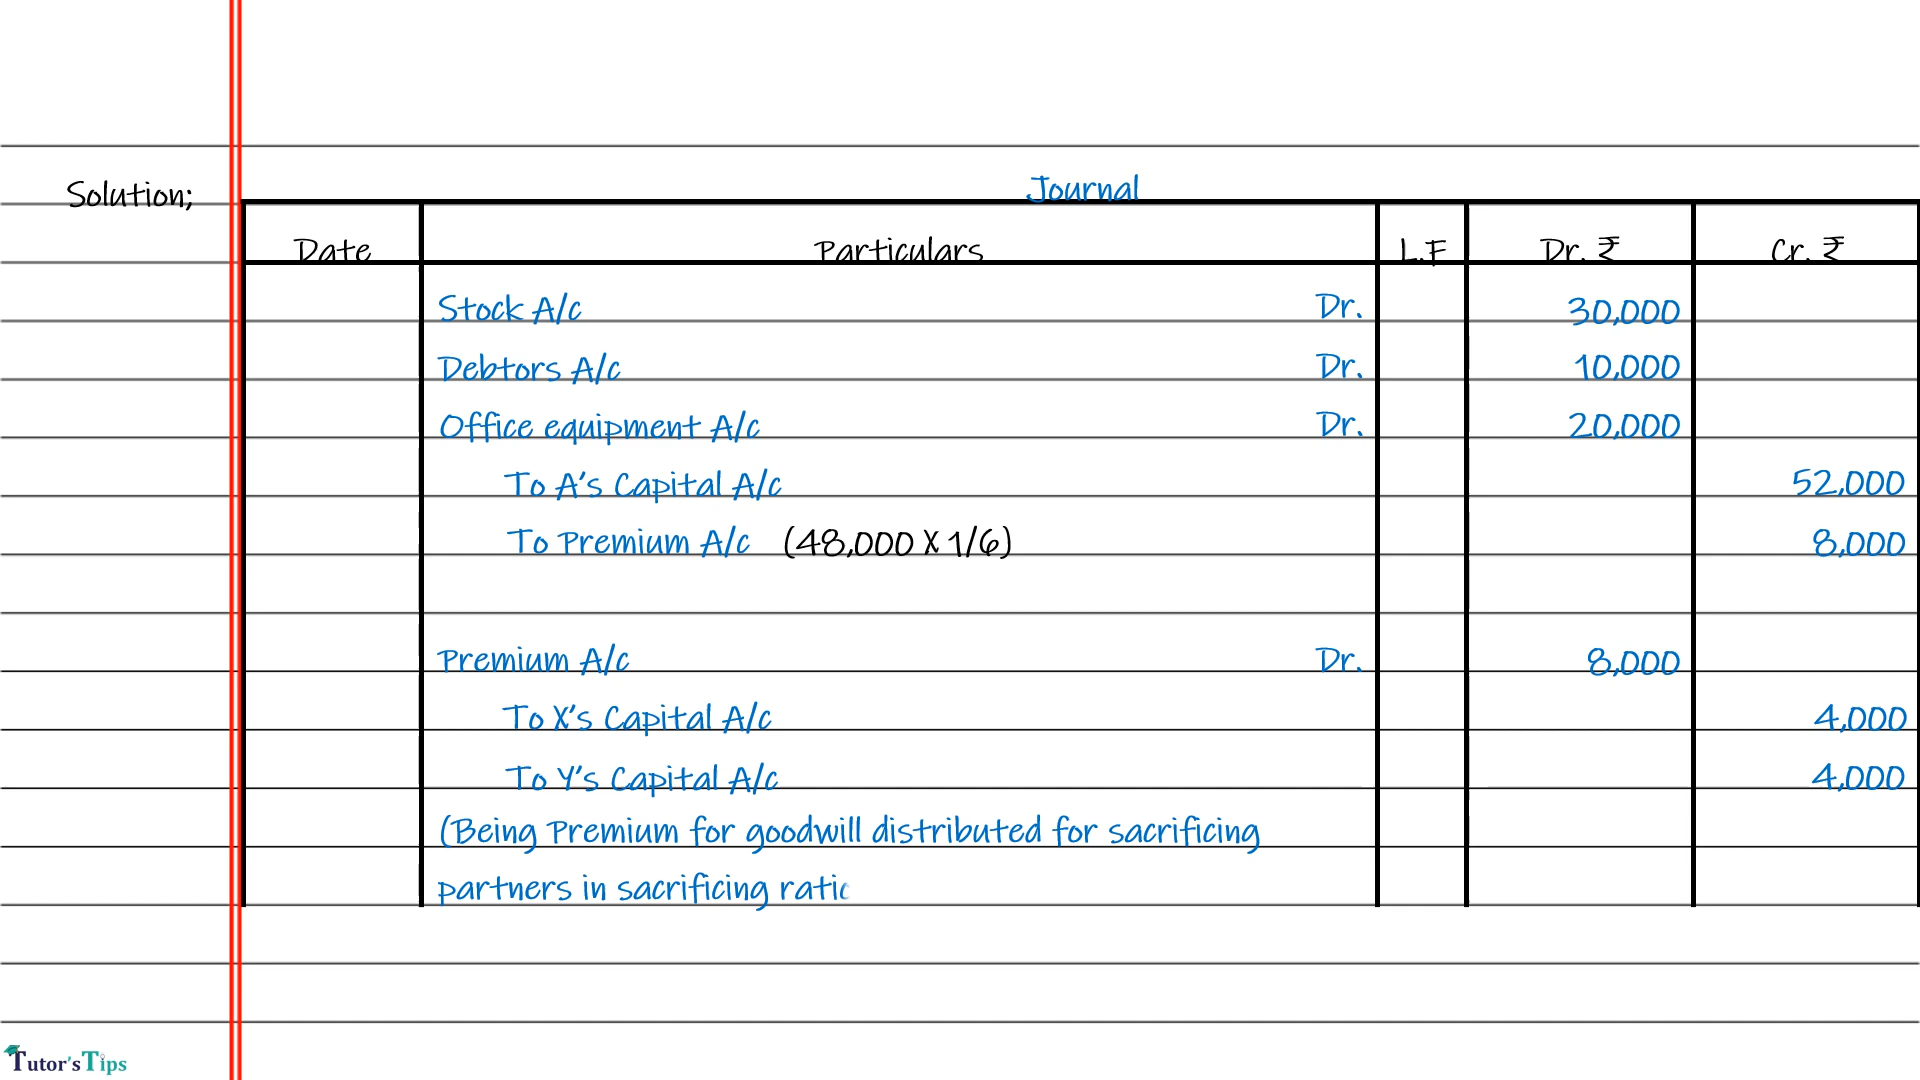 Solution;
Journal
Date Particulars L.F Dr. ₹ Cr. ₹
Stock A/c Dr. 30,000
Debtors A/c Dr. 10,000
Office equipment A/c Dr. 20,000
To A's Capital A/c 52,000
To Premium A/c (48,000 X 1/6) 8,000
Premium A/c Dr. 8,000
To X's Capital A/c 4,000
To Y's Capital A/c 4,000
(Being Premium for goodwill distributed for sacrificing
partners in sacrificing ratio
Tutor'sTips